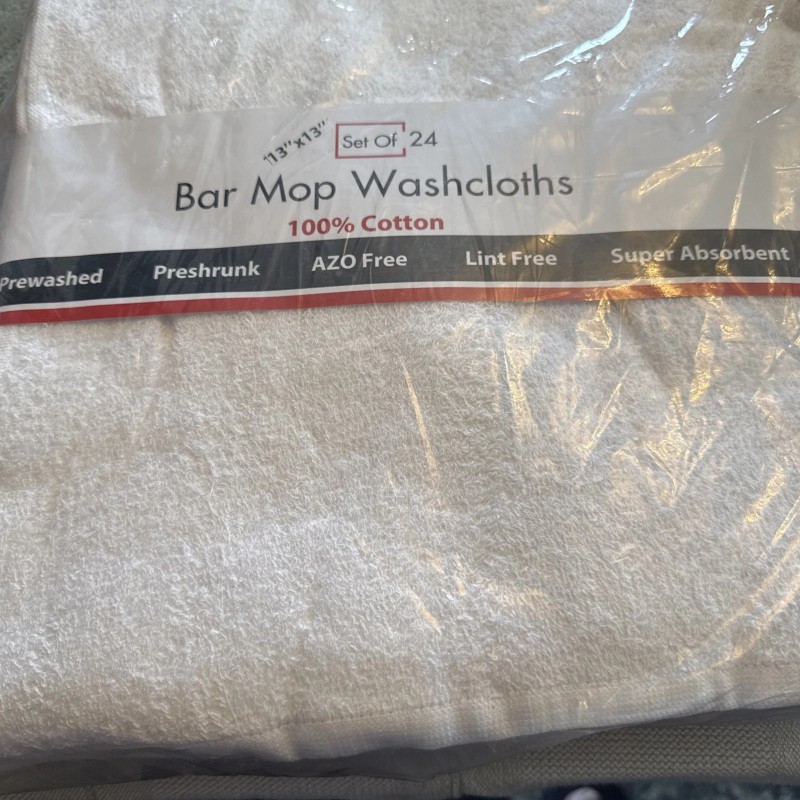 13"x13" Set Of 24
Bar Mop Washcloths
100% Cotton
Prewashed Preshrunk AZO Free Lint Free Super Absorbent